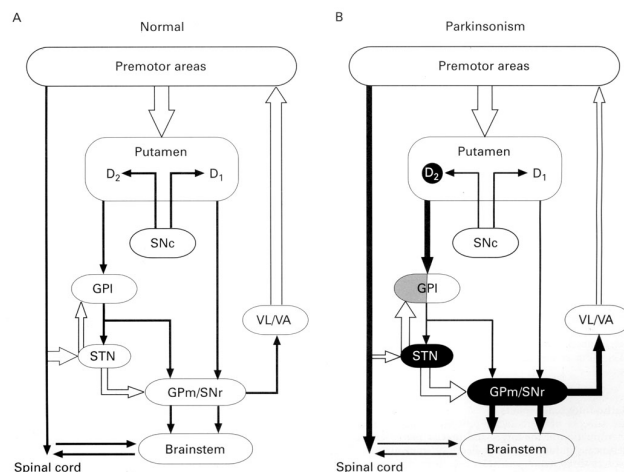 A
Normal
Premotor areas
Putamen
D2
D1
SNc
GPl
STN
VL/VA
GPm/SNr
Brainstem
Spinal cord
B
Parkinsonism
Premotor areas
Putamen
D2
D1
SNc
GPl
STN
VL/VA
GPm/SNr
Brainstem
Spinal cord